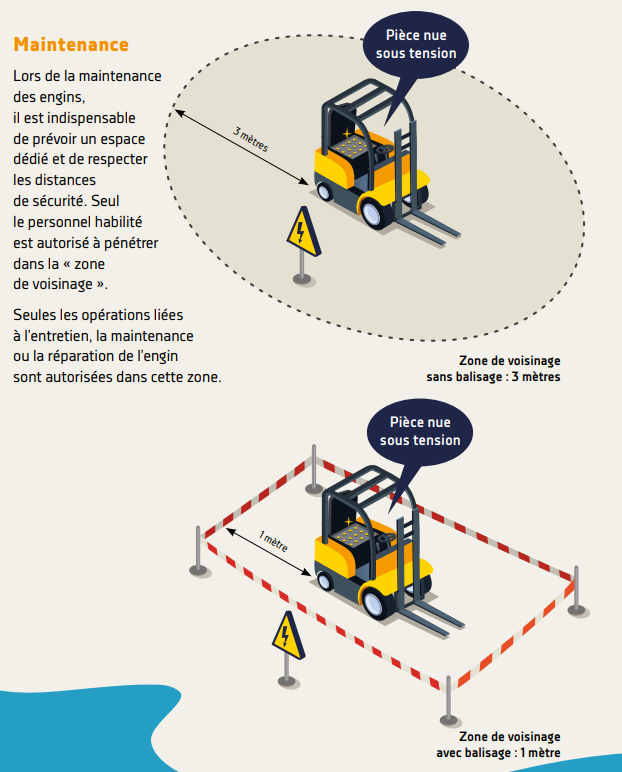 Maintenance
Lors de la maintenance
des engins,
il est indispensable
de prévoir un espace
dédié et de respecter
les distances
de sécurité. Seul
le personnel habilité
est autorisé à pénétrer
dans la « zone
de voisinage ».
Seules les opérations liées
à l'entretien, la maintenance
ou la réparation de l'engin
sont autorisées dans cette zone.
Pièce nue
sous tension
3 mètres
Zone de voisinage
sans balisage : 3 mètres
Pièce nue
sous tension
1 mètre
Zone de voisinage
avec balisage : 1 mètre